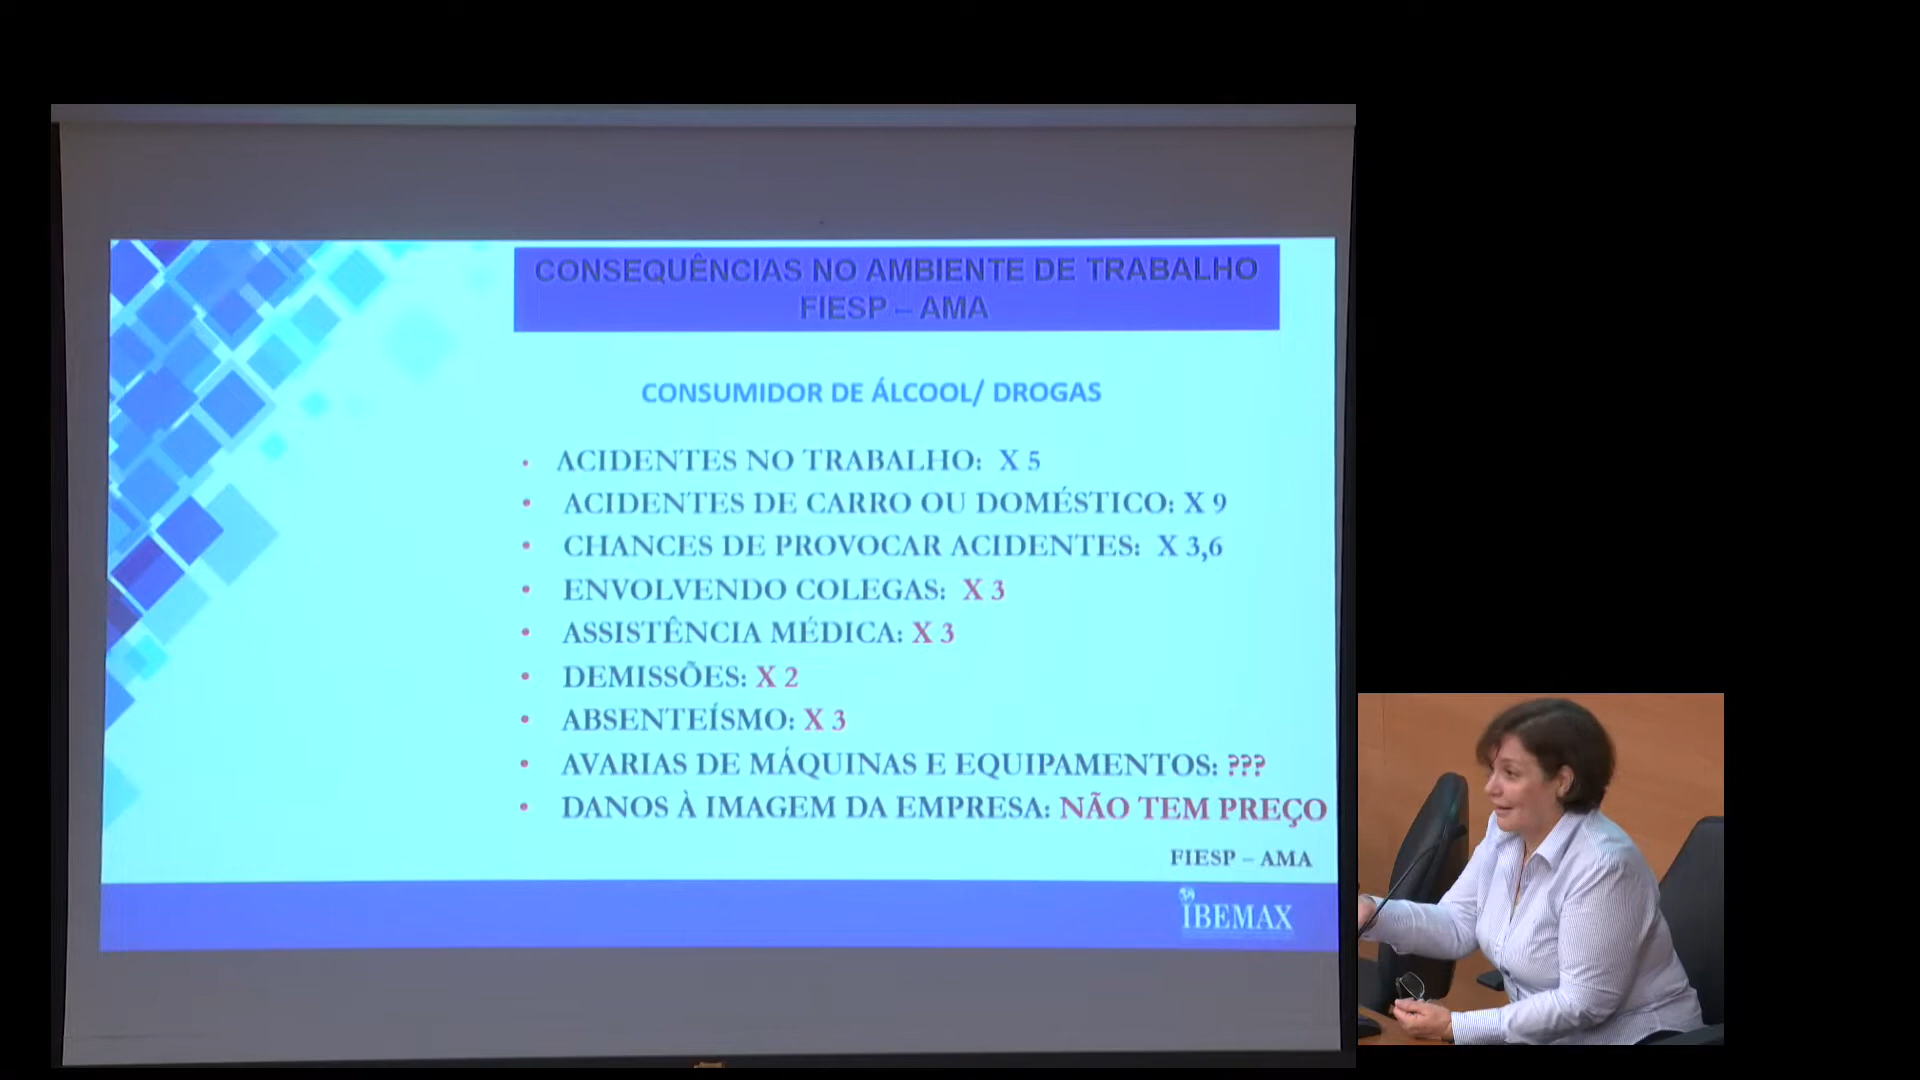 CONSEQUÊNCIAS NO AMBIENTE DE TRABALHO
FIESP – AMA
CONSUMIDOR DE ÁLCOOL/ DROGAS
• ACIDENTES NO TRABALHO: X 5
• ACIDENTES DE CARRO OU DOMÉSTICO: X 9
• CHANCES DE PROVOCAR ACIDENTES: X 3,6
• ENVOLVENDO COLEGAS: X 3
• ASSISTÊNCIA MÉDICA: X 3
• DEMISSÕES: X 2
• ABSENTEÍSMO: X 3
• AVARIAS DE MÁQUINAS E EQUIPAMENTOS: ???
• DANOS À IMAGEM DA EMPRESA: NÃO TEM PREÇO
FIESP – AMA
IBEMAX